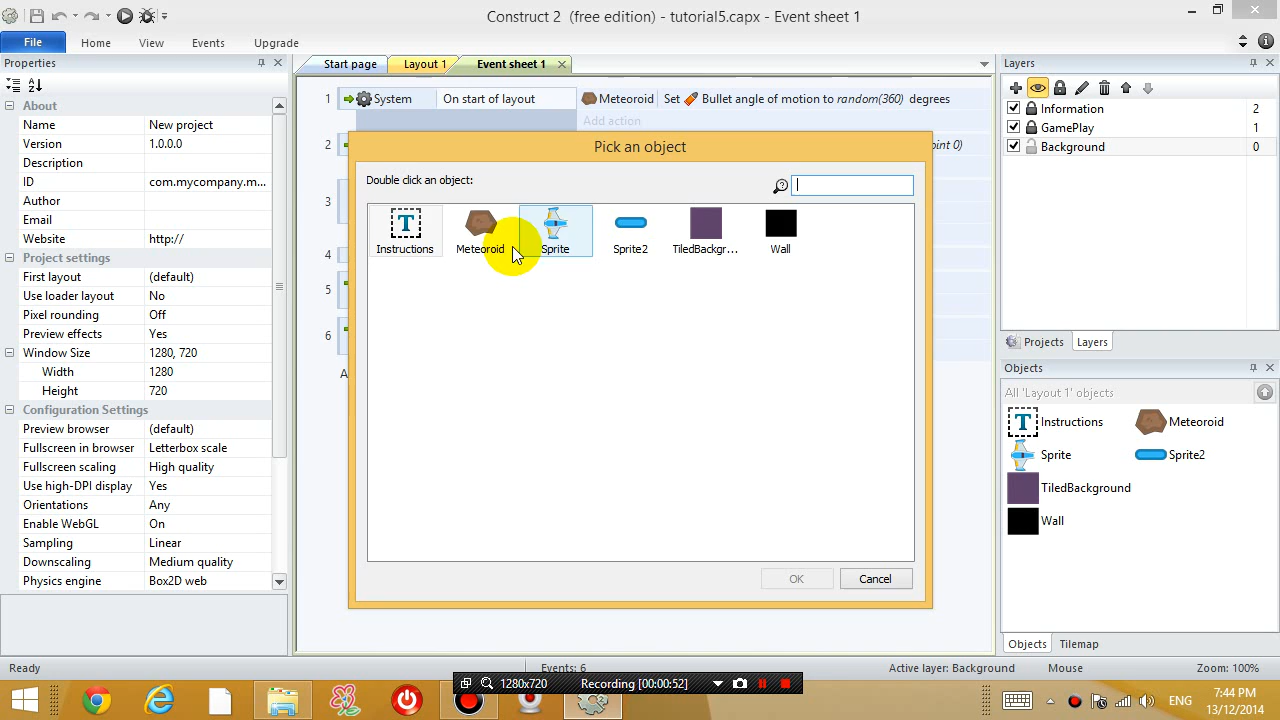 Construct 2  (free edition) - tutorial5.capx - Event sheet 1
File Home View Events Upgrade
Properties
About
Name New project
Version 1.0.0.0
Description
ID com.mycompany.m...
Author
Email
Website http://
Project settings
First layout (default)
Use loader layout No
Pixel rounding Off
Preview effects Yes
Window Size 1280, 720
Width 1280
Height 720
Configuration Settings
Preview browser (default)
Fullscreen in browser Letterbox scale
Fullscreen scaling High quality
Use high-DPI display Yes
Orientations Any
Enable WebGL On
Sampling Linear
Downscaling Medium quality
Physics engine Box2D web
Start page Layout 1 Event sheet 1
1 System On start of layout Meteoroid Set Bullet angle of motion to random(360) degrees
Add action
2 point 0)
3
4
5
6
A
Pick an object
Double click an object:
Instructions Meteoroid Sprite Sprite2 TiledBackgr... Wall
OK Cancel
Layers
Information 2
GamePlay 1
Background 0
Projects Layers
Objects
All 'Layout 1' objects
Instructions Meteoroid
Sprite Sprite2
TiledBackground
Wall
Objects Tilemap
Ready Events: 6 Active layer: Background Mouse Zoom: 100%
1280x720 Recording [00:00:52]
ENG
7:44 PM
13/12/2014